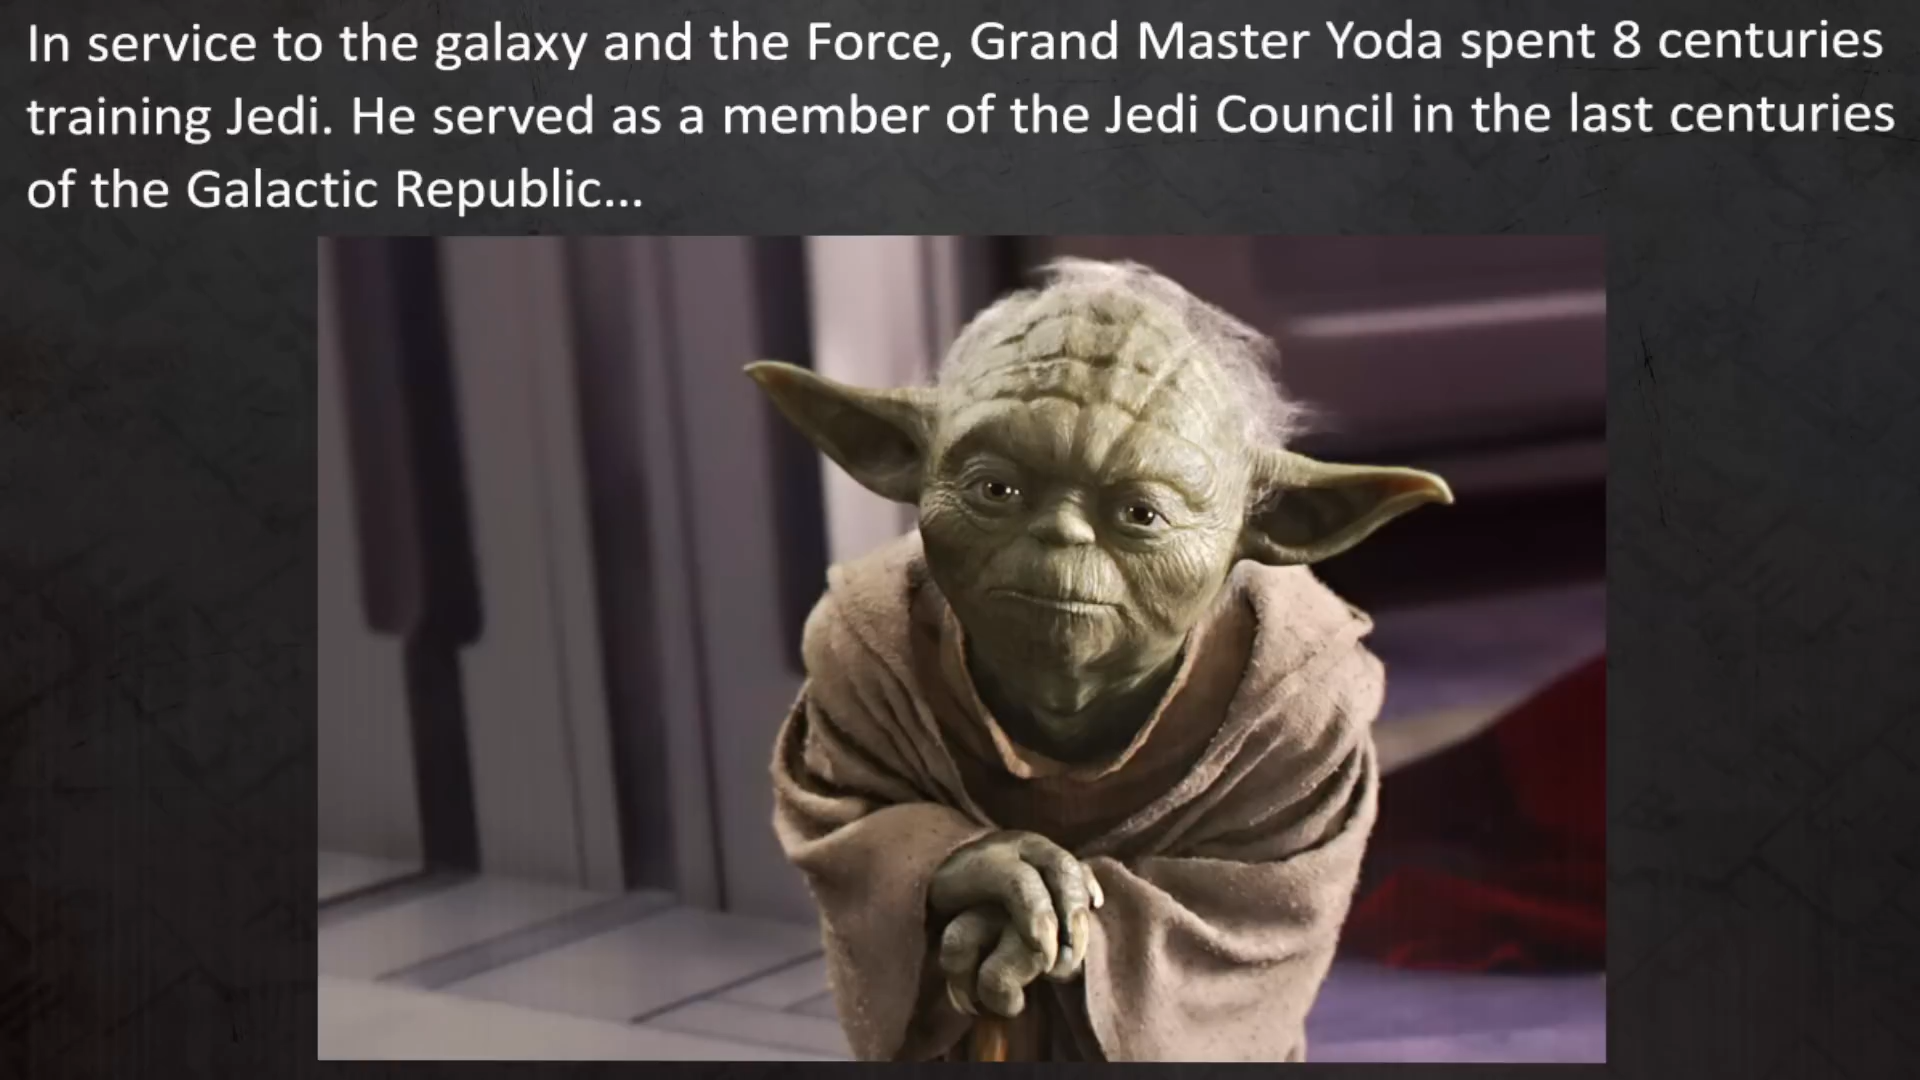 In service to the galaxy and the Force, Grand Master Yoda spent 8 centuries
training Jedi. He served as a member of the Jedi Council in the last centuries
of the Galactic Republic...